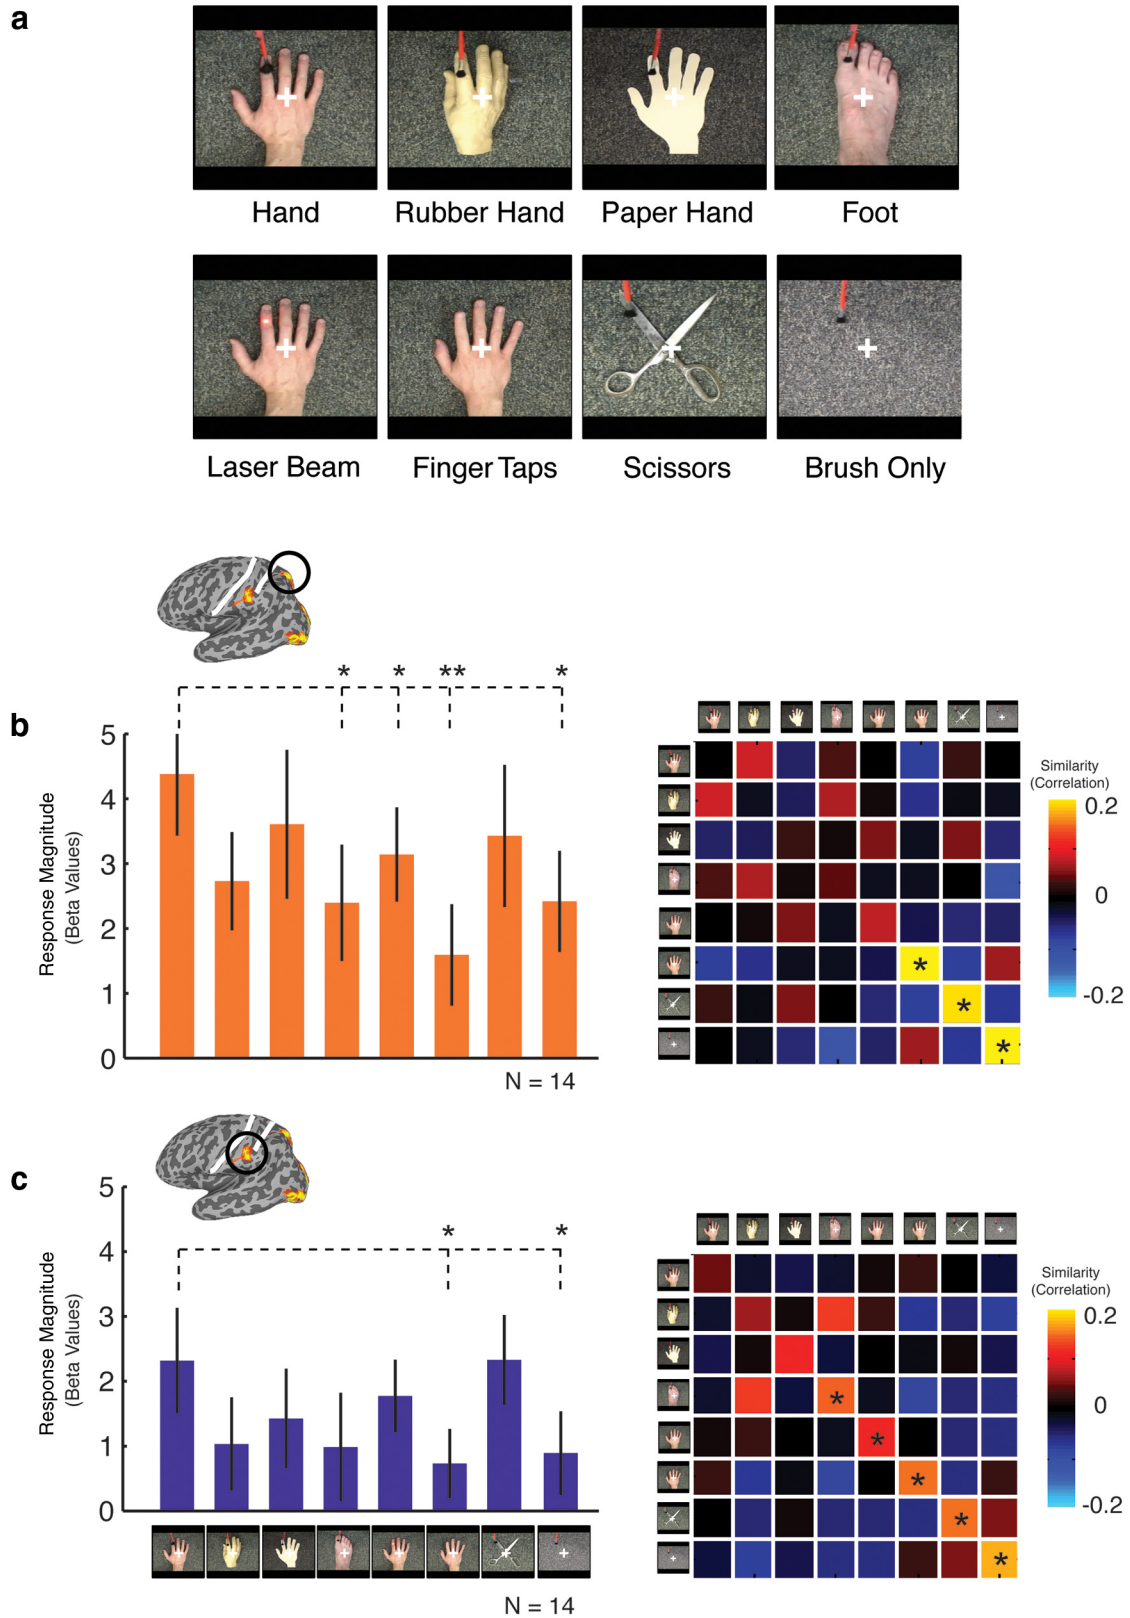 a
Hand Rubber Hand Paper Hand Foot
Laser Beam Finger Taps Scissors Brush Only
b
* * ** *
Response Magnitude
(Beta Values)
5
4
3
2
1
0
N = 14
Similarity
(Correlation)
0.2
0
-0.2
*
*
*
c
* *
Response Magnitude
(Beta Values)
5
4
3
2
1
0
N = 14
Similarity
(Correlation)
0.2
0
-0.2
*
*
*
*
*